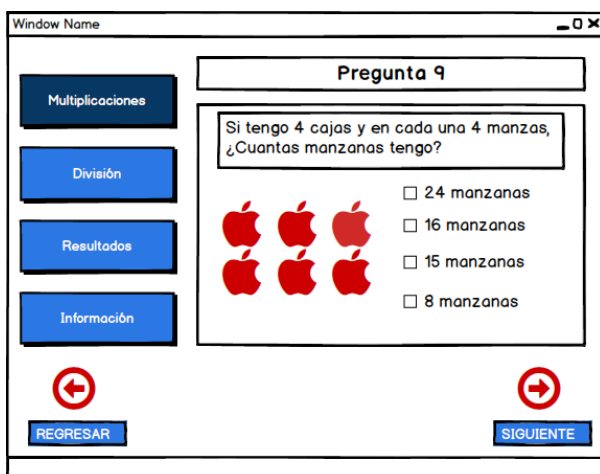 Window Name
Pregunta 9
Multiplicaciones
División
Resultados
Información
Si tengo 4 cajas y en cada una 4 manzas,
¿Cuantas manzanas tengo?
24 manzanas
16 manzanas
15 manzanas
8 manzanas
REGRESAR
SIGUIENTE